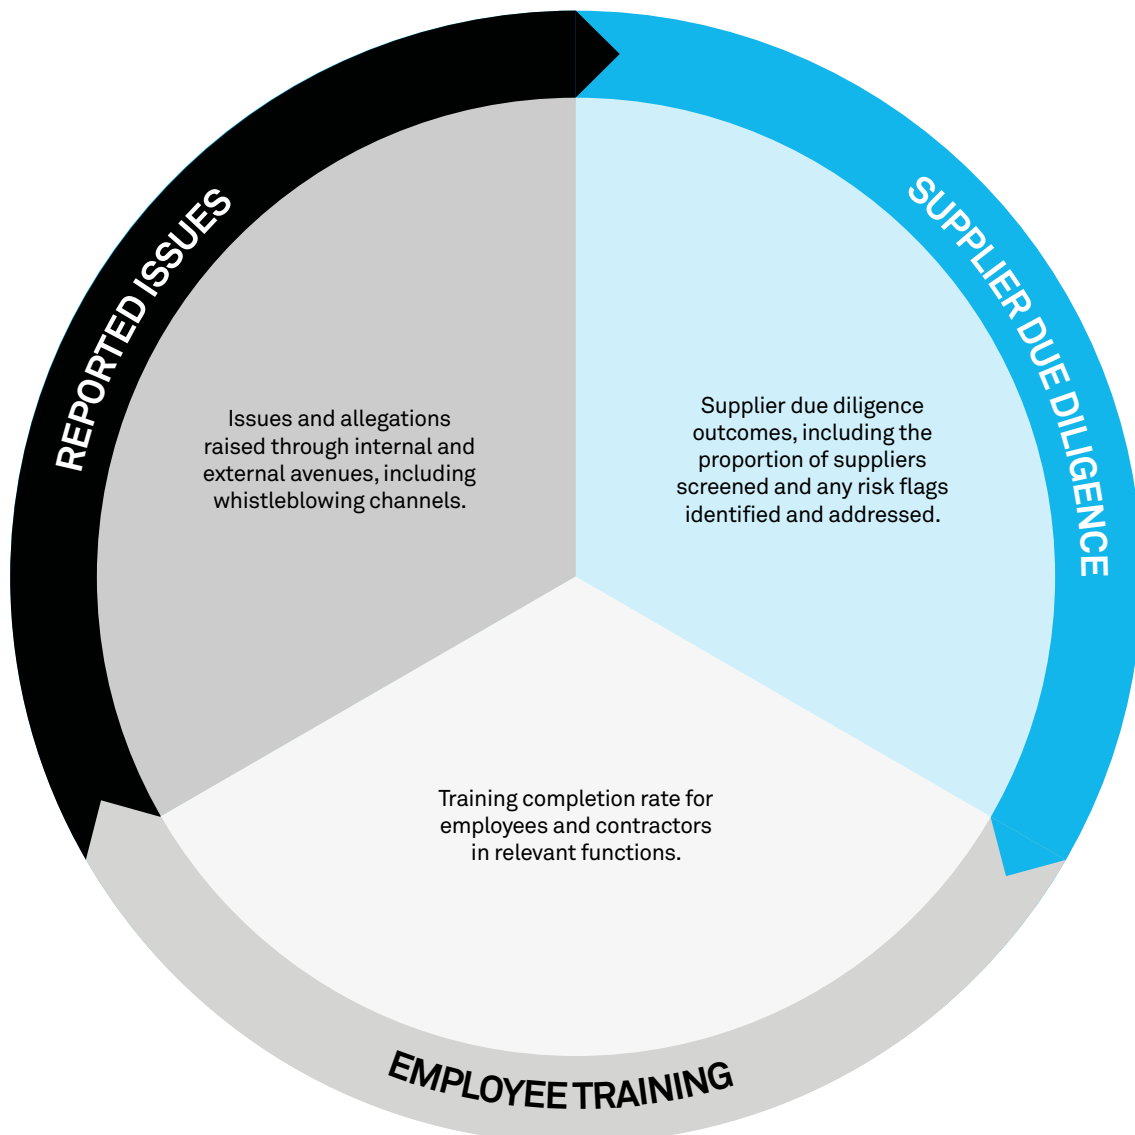 REPORTED ISSUES
Issues and allegations
raised through internal and
external avenues, including
whistleblowing channels.
SUPPLIER DUE DILIGENCE
Supplier due diligence
outcomes, including the
proportion of suppliers
screened and any risk flags
identified and addressed.
Training completion rate for
employees and contractors
in relevant functions.
EMPLOYEE TRAINING